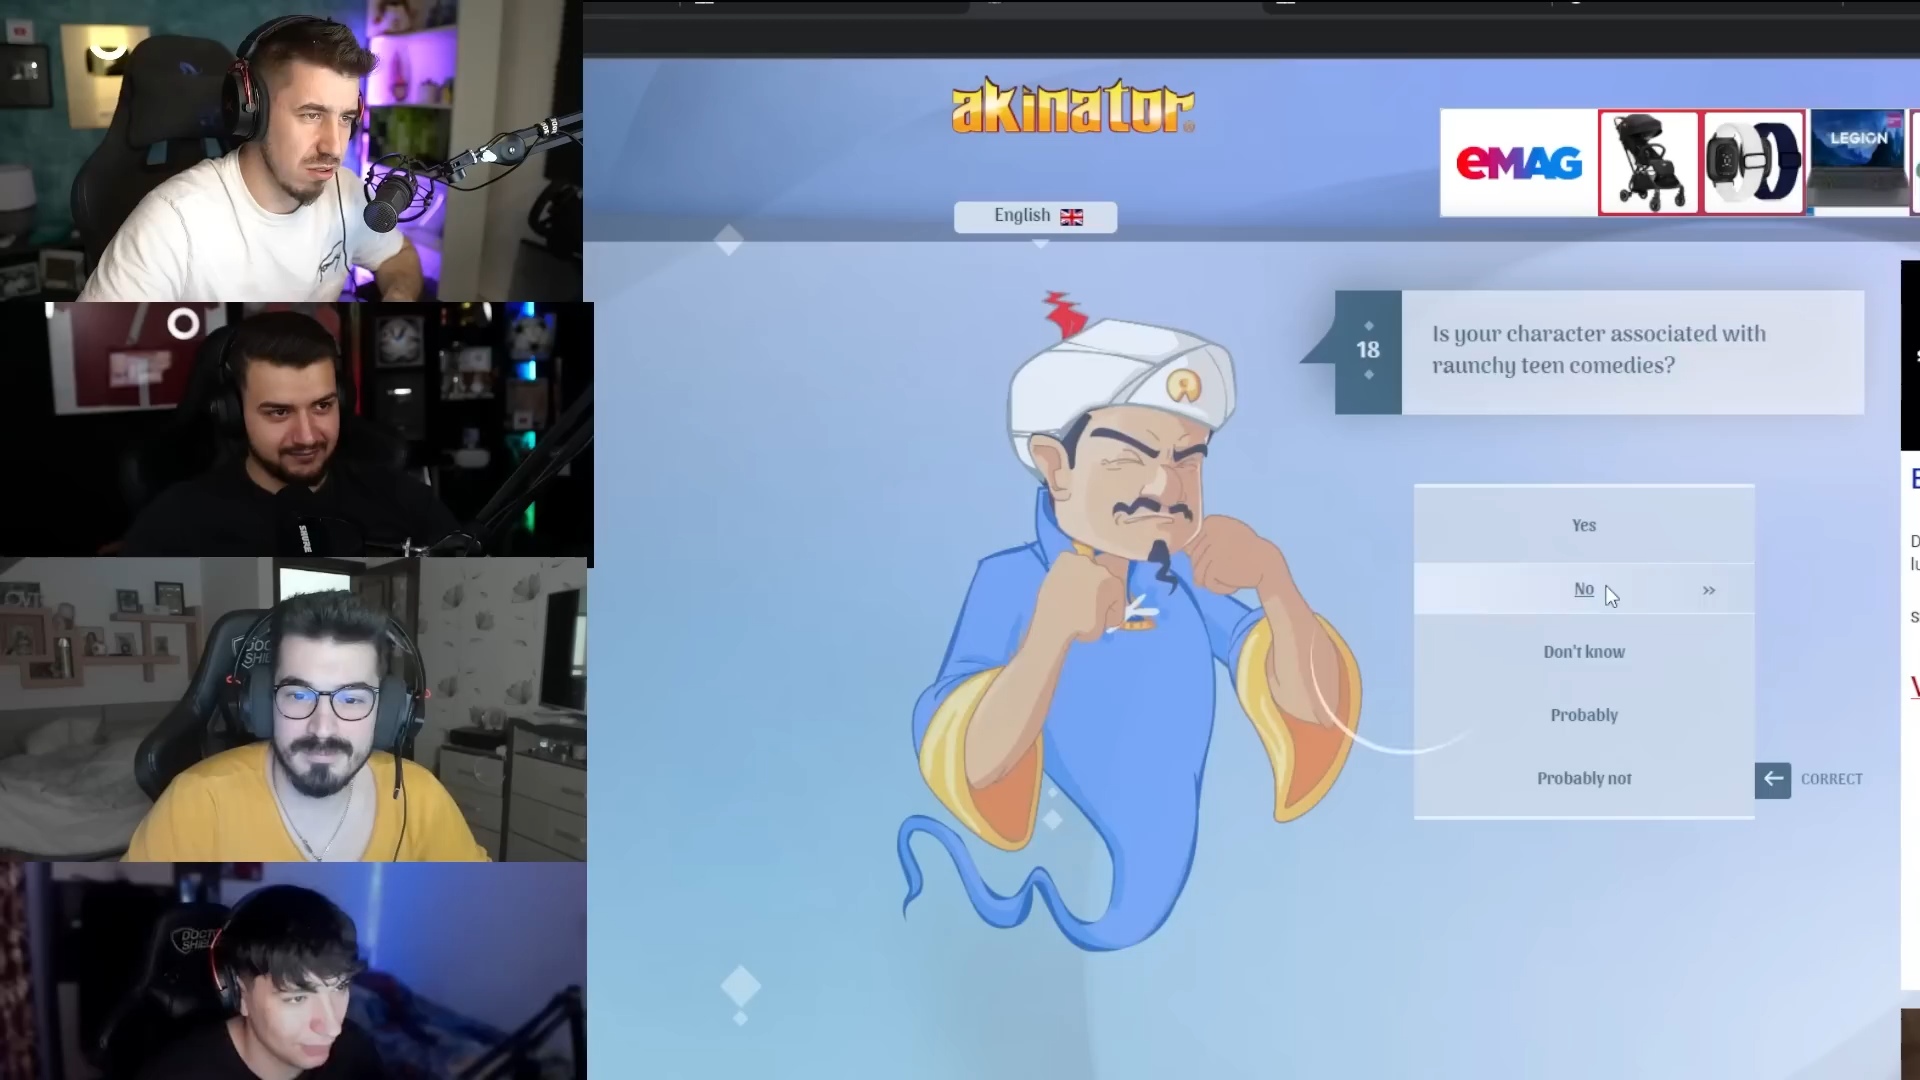 akinator
eMAG
LEGION
English
18
Is your character associated with
raunchy teen comedies?
Yes
No
Don't know
Probably
Probably not
CORRECT
SHURE